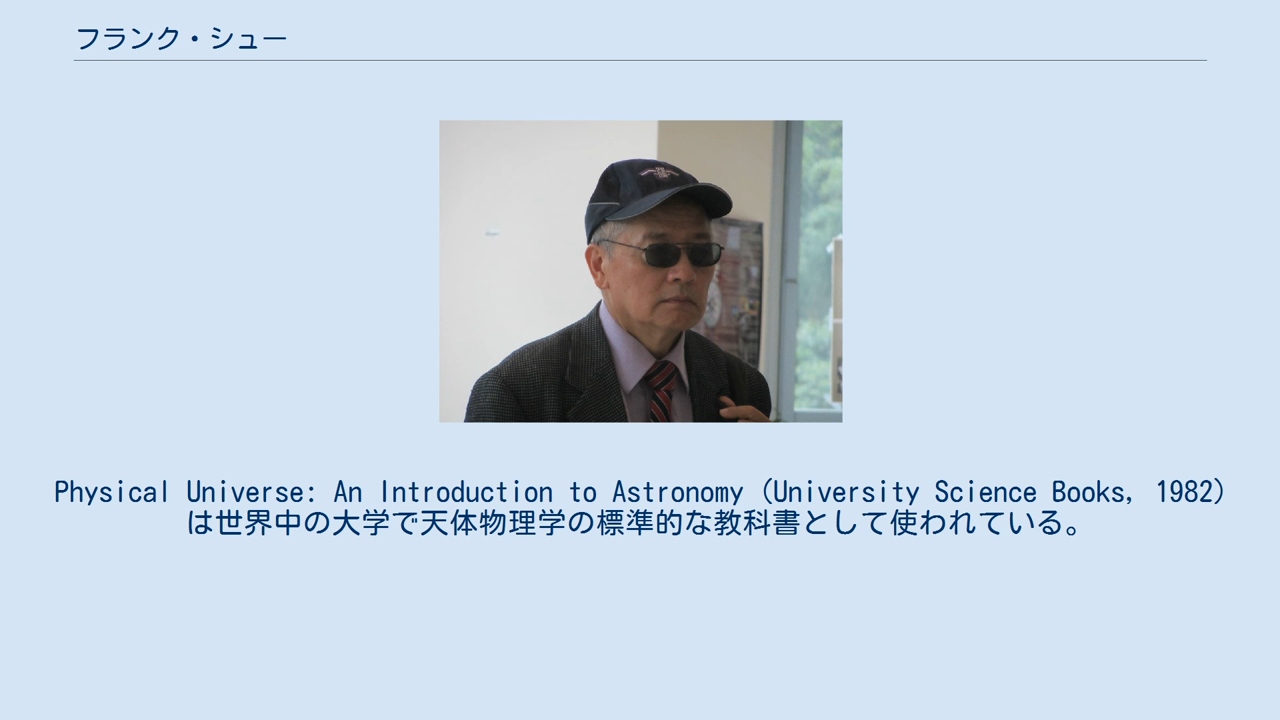 フランク・シュー
Physical Universe: An Introduction to Astronomy (University Science Books, 1982)
は世界中の大学で天体物理学の標準的な教科書として使われている。